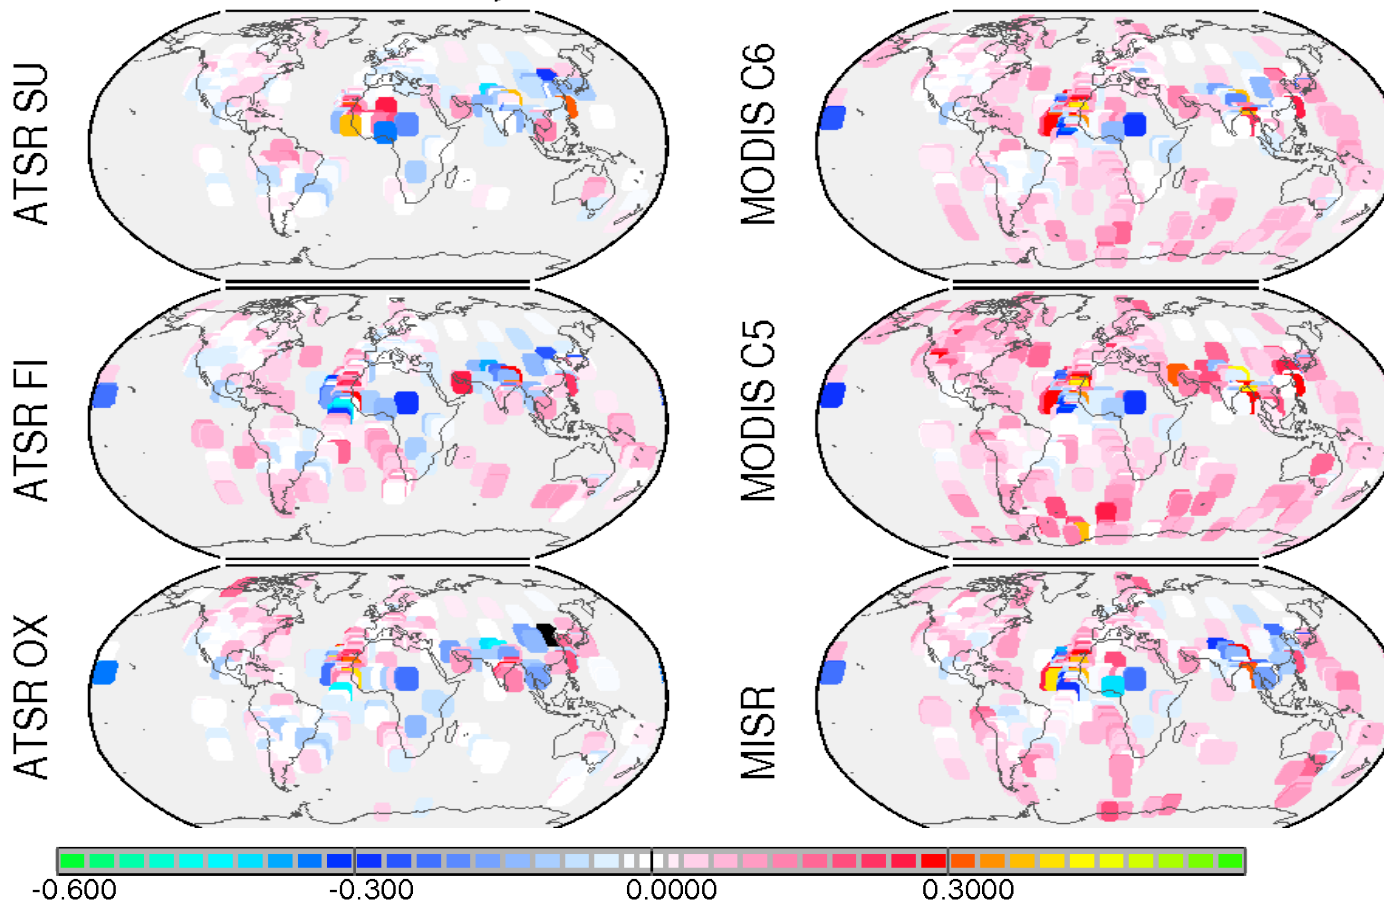 ATSR SU
MODIS C6
ATSR FI
MODIS C5
ATSR OX
MISR
-0.600 -0.300 0.0000 0.3000